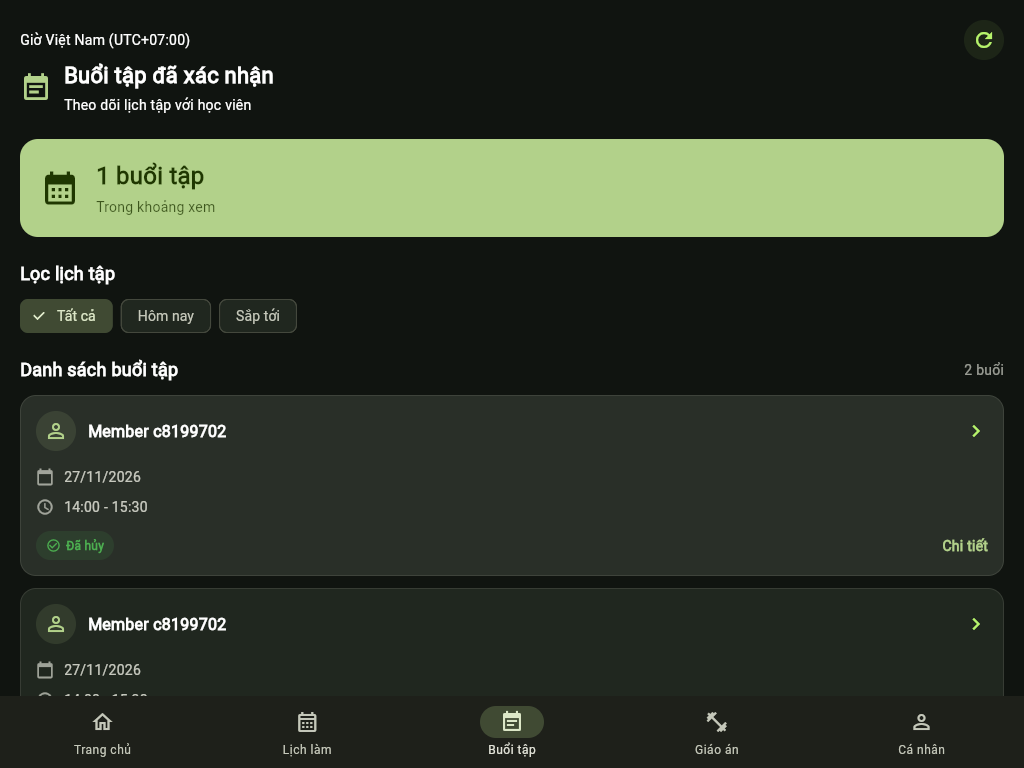 Giờ Việt Nam (UTC+07:00)
Buổi tập đã xác nhận
Theo dõi lịch tập với học viên
1 buổi tập
Trong khoảng xem
Lọc lịch tập
Tất cả
Hôm nay
Sắp tới
Danh sách buổi tập
2 buổi
Member c8199702
27/11/2026
14:00 - 15:30
Đã hủy
Chi tiết
Member c8199702
27/11/2026
Trang chủ
Lịch làm
Buổi tập
Giáo án
Cá nhân